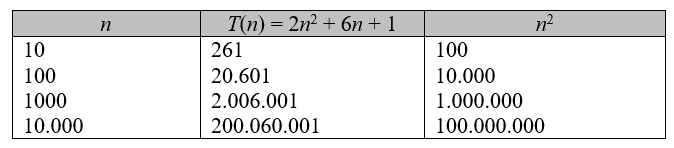 n T(n) = 2n² + 6n + 1 n²
10 261 100
100 20.601 10.000
1000 2.006.001 1.000.000
10.000 200.060.001 100.000.000